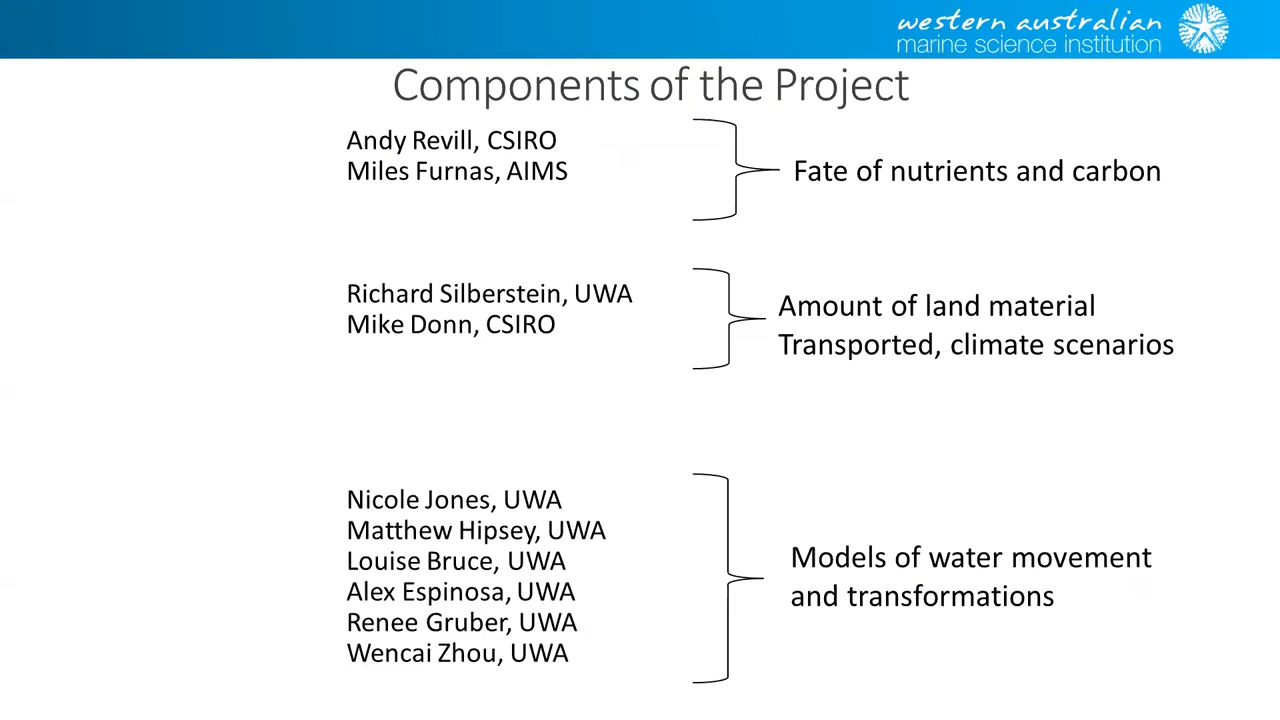 western australian
marine science institution
Components of the Project
Andy Revill, CSIRO
Miles Furnas, AIMS
Fate of nutrients and carbon
Richard Silberstein, UWA
Mike Donn, CSIRO
Amount of land material
Transported, climate scenarios
Nicole Jones, UWA
Matthew Hipsey, UWA
Louise Bruce, UWA
Alex Espinosa, UWA
Renee Gruber, UWA
Wencai Zhou, UWA
Models of water movement
and transformations